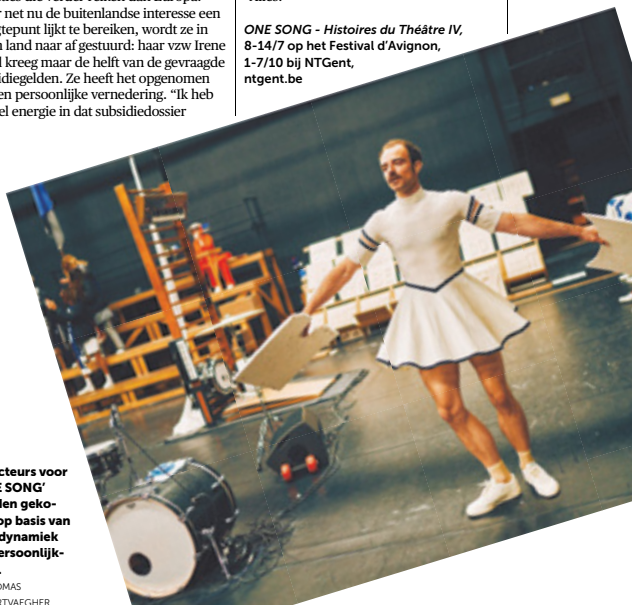 r net nu de buitenlandse interesse een
gtepunt lijkt te bereiken, wordt ze in
n land naar af gestuurd: haar vzw Irene
l kreeg maar de helft van de gevraagde
idiegelden. Ze heeft het opgenomen
en persoonlijke vernedering. “Ik heb
el energie in dat subsidiedossier
ONE SONG - Histoires du Théâtre IV,
8-14/7 op het Festival d’Avignon,
1-7/10 bij NTGent,
ntgent.be
cteurs voor
E SONG’
den geko-
op basis van
dynamiek
ersoonlijk-
.
OMAS
RTVAEGHER